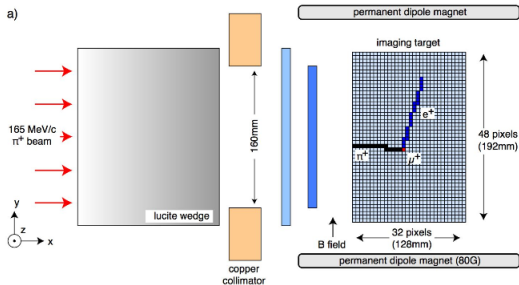 a)
permanent dipole magnet
imaging target
165 MeV/c
π+ beam
160mm
e+
π+
μ+
48 pixels
(192mm)
lucite wedge
y
z
x
B field
32 pixels
(128mm)
copper
collimator
permanent dipole magnet (80G)